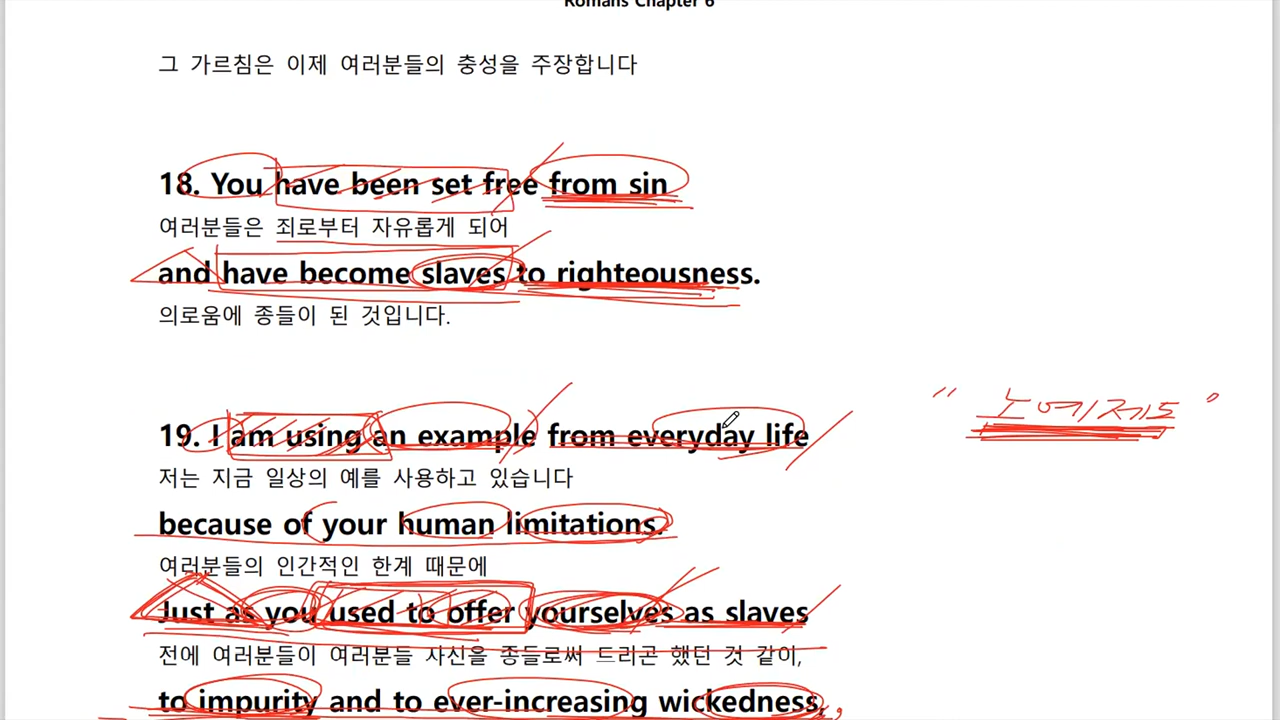 Romans Chapter 6
그 가르침은 이제 여러분들의 충성을 주장합니다
18. You have been set free from sin
여러분들은 죄로부터 자유롭게 되어
and have become slaves to righteousness.
의로움에 종들이 된 것입니다.
19. I am using an example from everyday life
" 노예제도 "
저는 지금 일상의 예를 사용하고 있습니다
because of your human limitations.
여러분들의 인간적인 한계 때문에
Just as you used to offer yourselves as slaves
전에 여러분들이 여러분들 자신을 종들로써 드리곤 했던 것 같이,
to impurity and to ever-increasing wickedness,